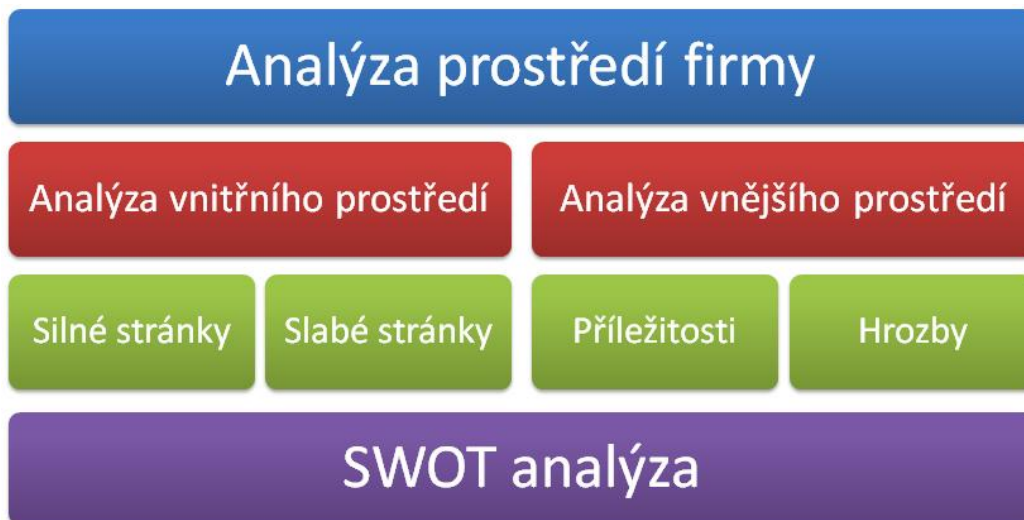 Analýza prostředí firmy
Analýza vnitřního prostředí
Analýza vnějšího prostředí
Silné stránky
Slabé stránky
Příležitosti
Hrozby
SWOT analýza